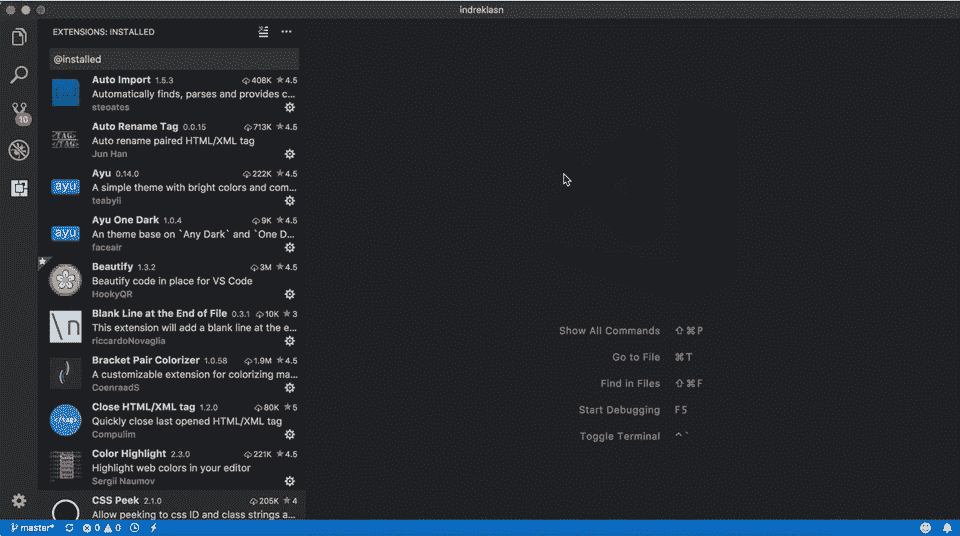 indreklasn
EXTENSIONS: INSTALLED
@installed
Auto Import 1.5.3 408K ★4.5
Automatically finds, parses and provides c...
steoates
<TAG>
</TAG>
Auto Rename Tag 0.0.15 713K ★4.5
Auto rename paired HTML/XML tag
Jun Han
ayu
Ayu 0.14.0 222K ★4.5
A simple theme with bright colors and com...
teabyii
ayu
Ayu One Dark 1.0.4 9K ★4.5
An theme base on `Any Dark` and `One D...
faceair
Beautify 1.3.2 3M ★4.5
Beautify code in place for VS Code
HookyQR
\n
Blank Line at the End of File 0.3.1 10K ★3
This extension will add a blank line at the e...
riccardoNovaglia
Bracket Pair Colorizer 1.0.58 1.9M ★4.5
A customizable extension for colorizing ma...
CoenraadS
Close HTML/XML tag 1.2.0 80K ★5
Quickly close last opened HTML/XML tag
Compulim
Color Highlight 2.3.0 221K ★4.5
Highlight web colors in your editor
Sergii Naumov
CSS Peek 2.1.0 205K ★4
Allow peeking to css ID and class strings a...
10
Show All Commands ⇧⌘P
Go to File ⌘T
Find in Files ⇧⌘F
Start Debugging F5
Toggle Terminal ⌃`
master* 0 0